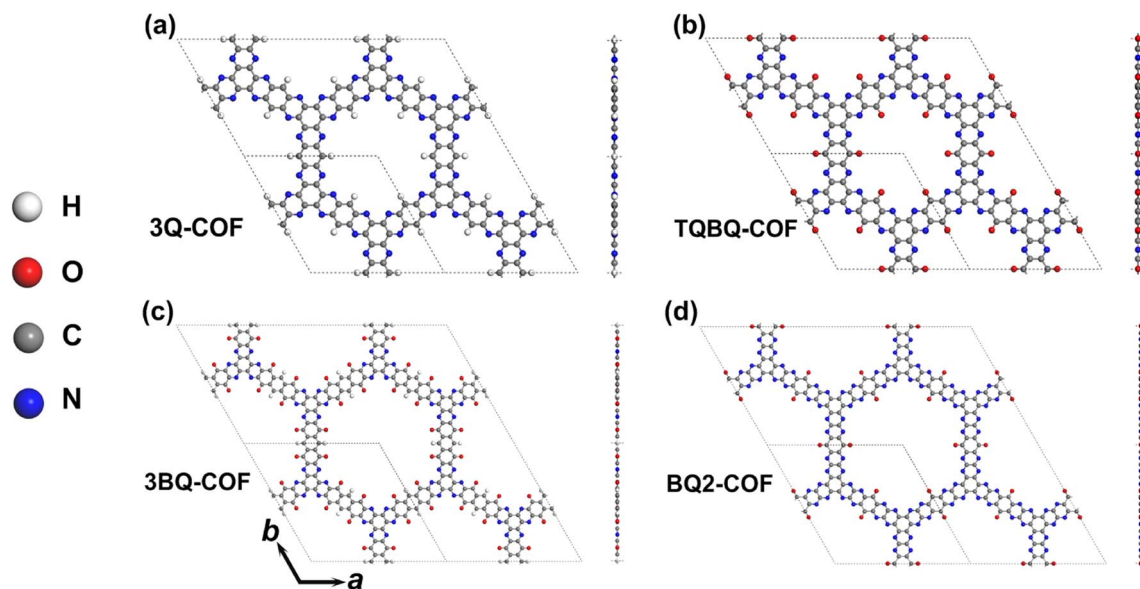 (a)
(b)
H
O
C
N
3Q-COF
TQBQ-COF
(c)
(d)
3BQ-COF
BQ2-COF
b
a